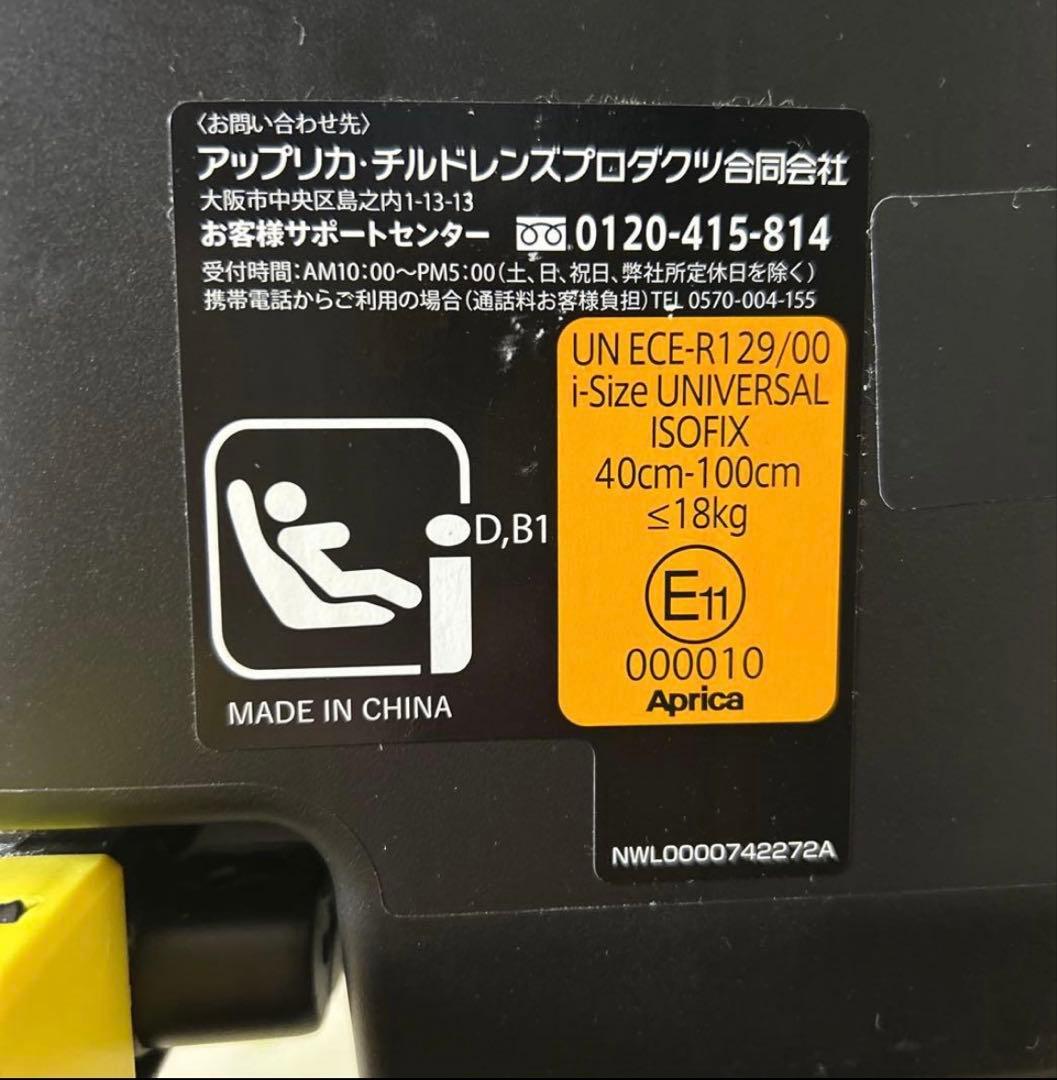 〈お問い合わせ先〉
アップリカ・チルドレンズプロダクツ合同会社
大阪市中央区島之内1-13-13
お客様サポートセンター 0120-415-814
受付時間:AM10:00〜PM5:00(土、日、祝日、弊社所定休日を除く)
携帯電話からご利用の場合(通話料お客様負担)TEL 0570-004-155
UN ECE-R129/00
i-Size UNIVERSAL
ISOFIX
40cm-100cm
≤18kg
E11
000010
Aprica
i D,B1
MADE IN CHINA
NWL0000742272A